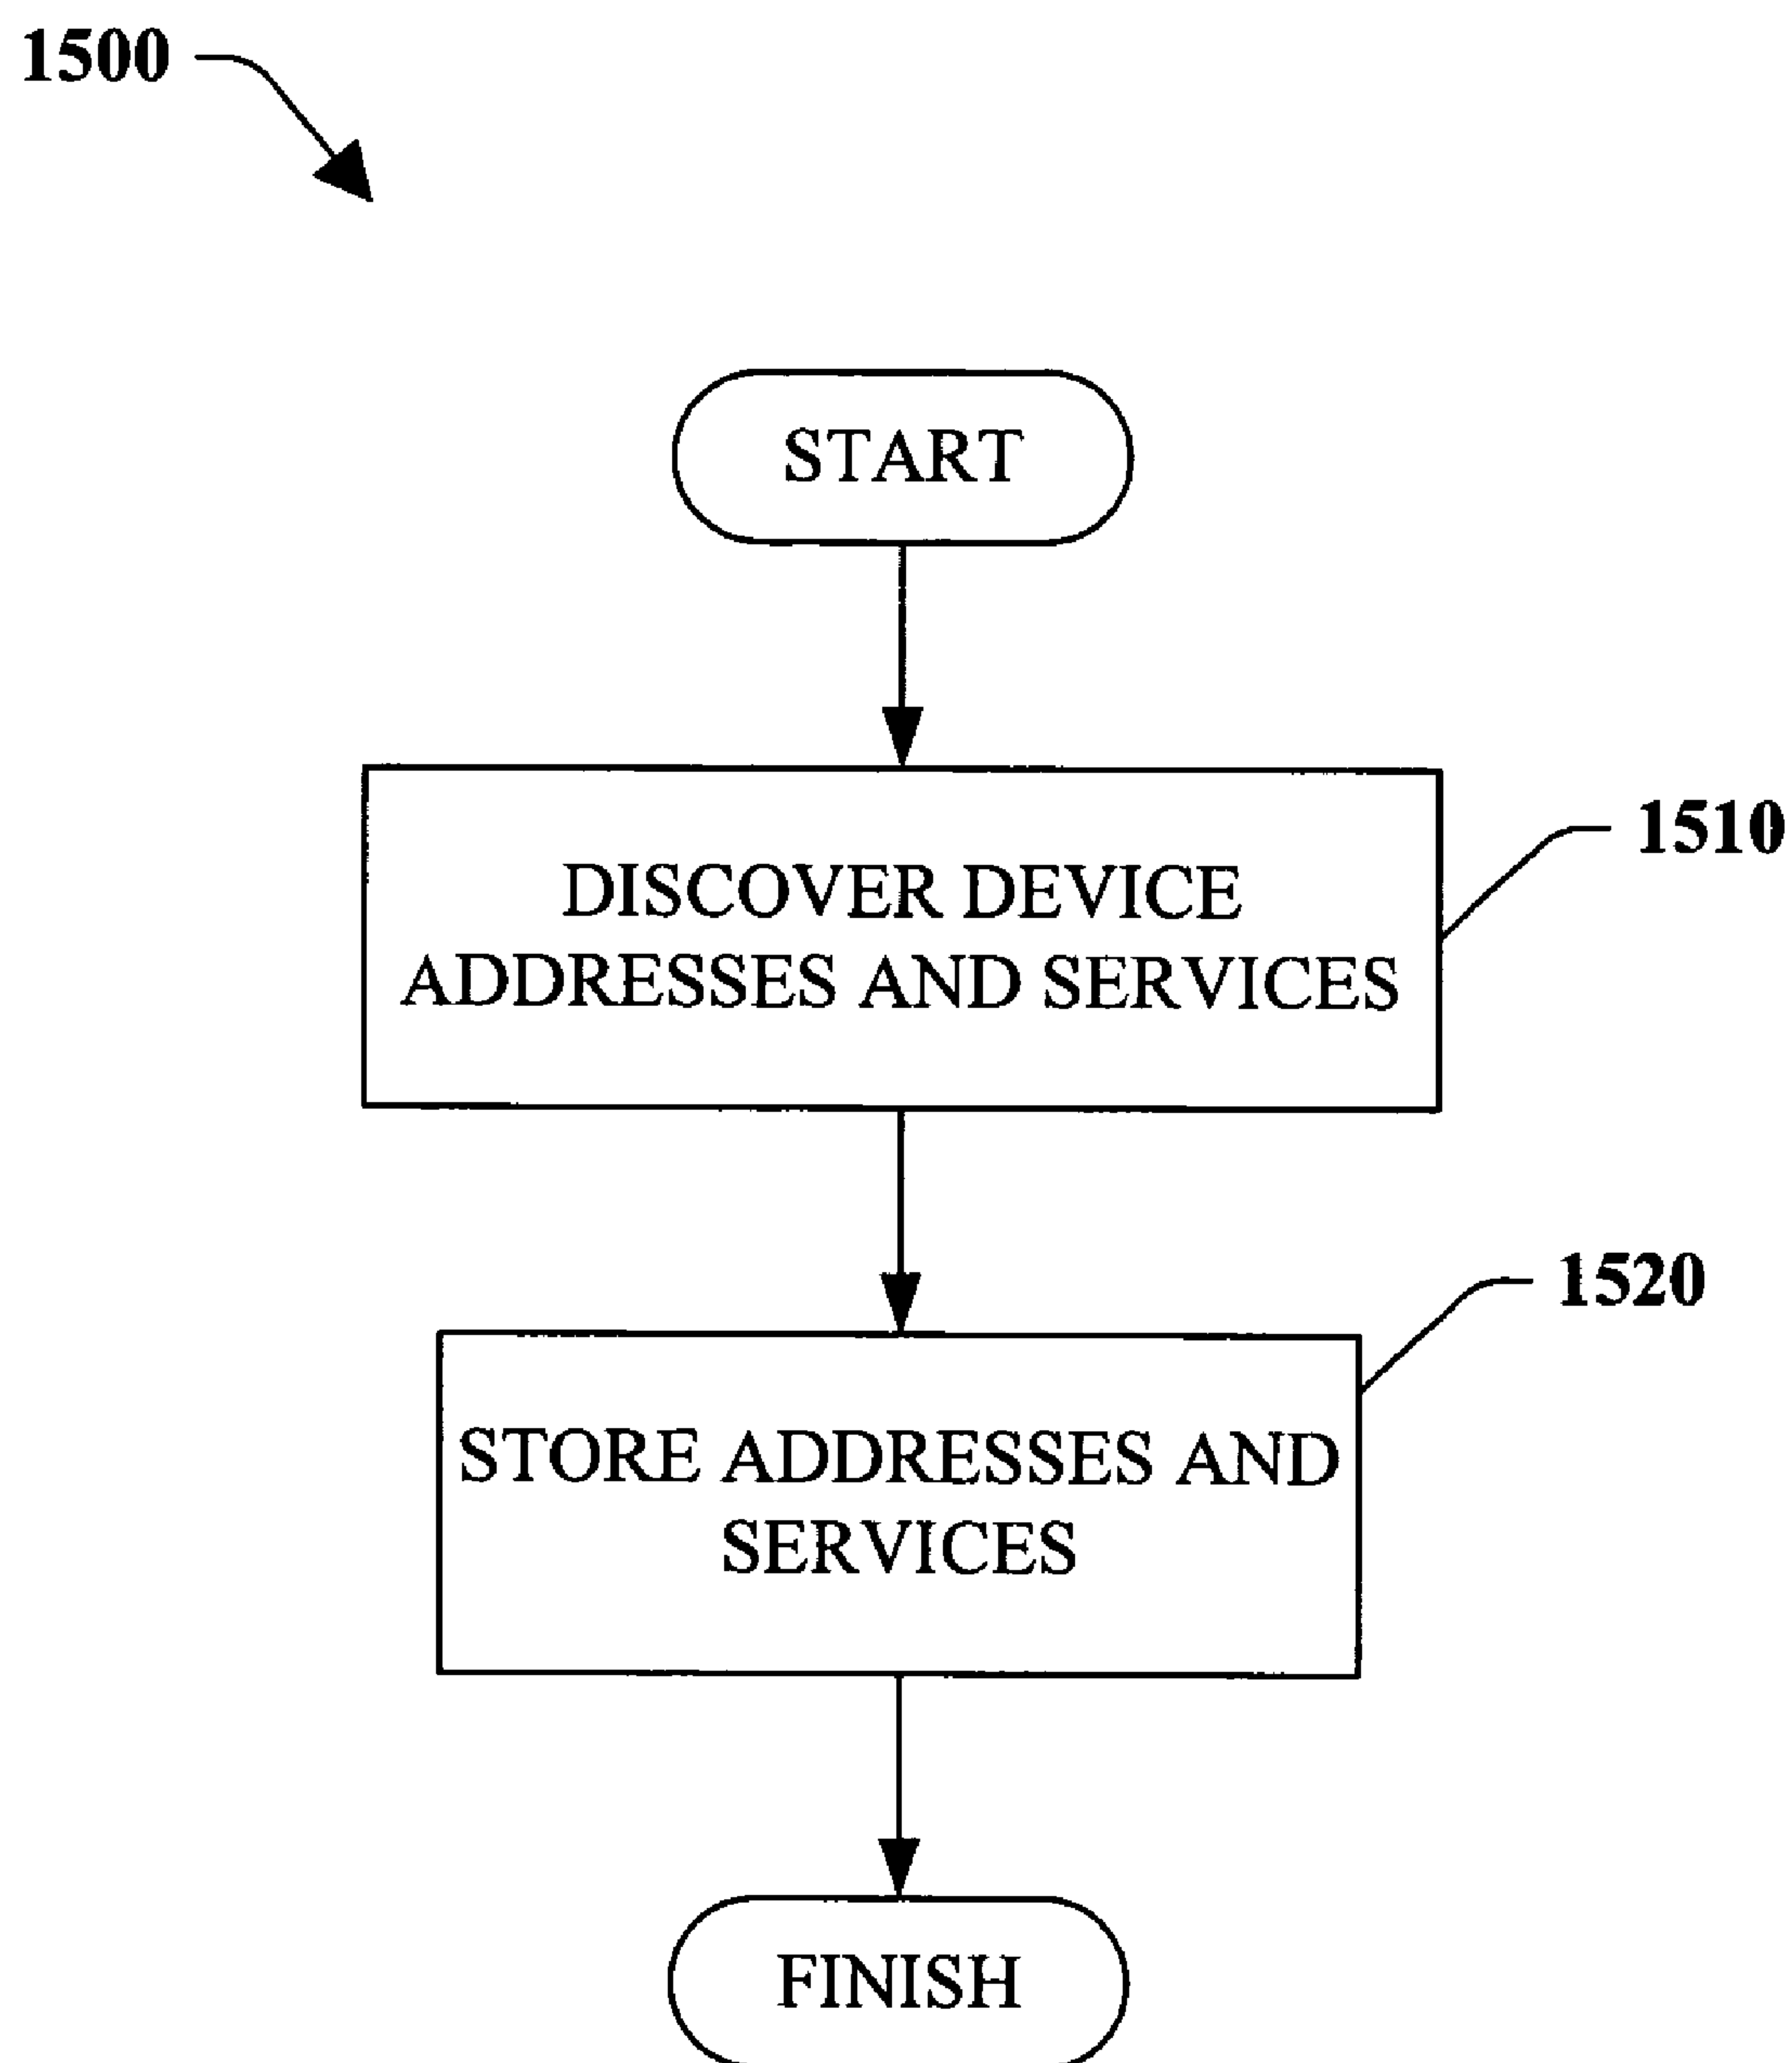 1500
START
DISCOVER DEVICE
ADDRESSES AND SERVICES
1510
STORE ADDRESSES AND
SERVICES
1520
FINISH